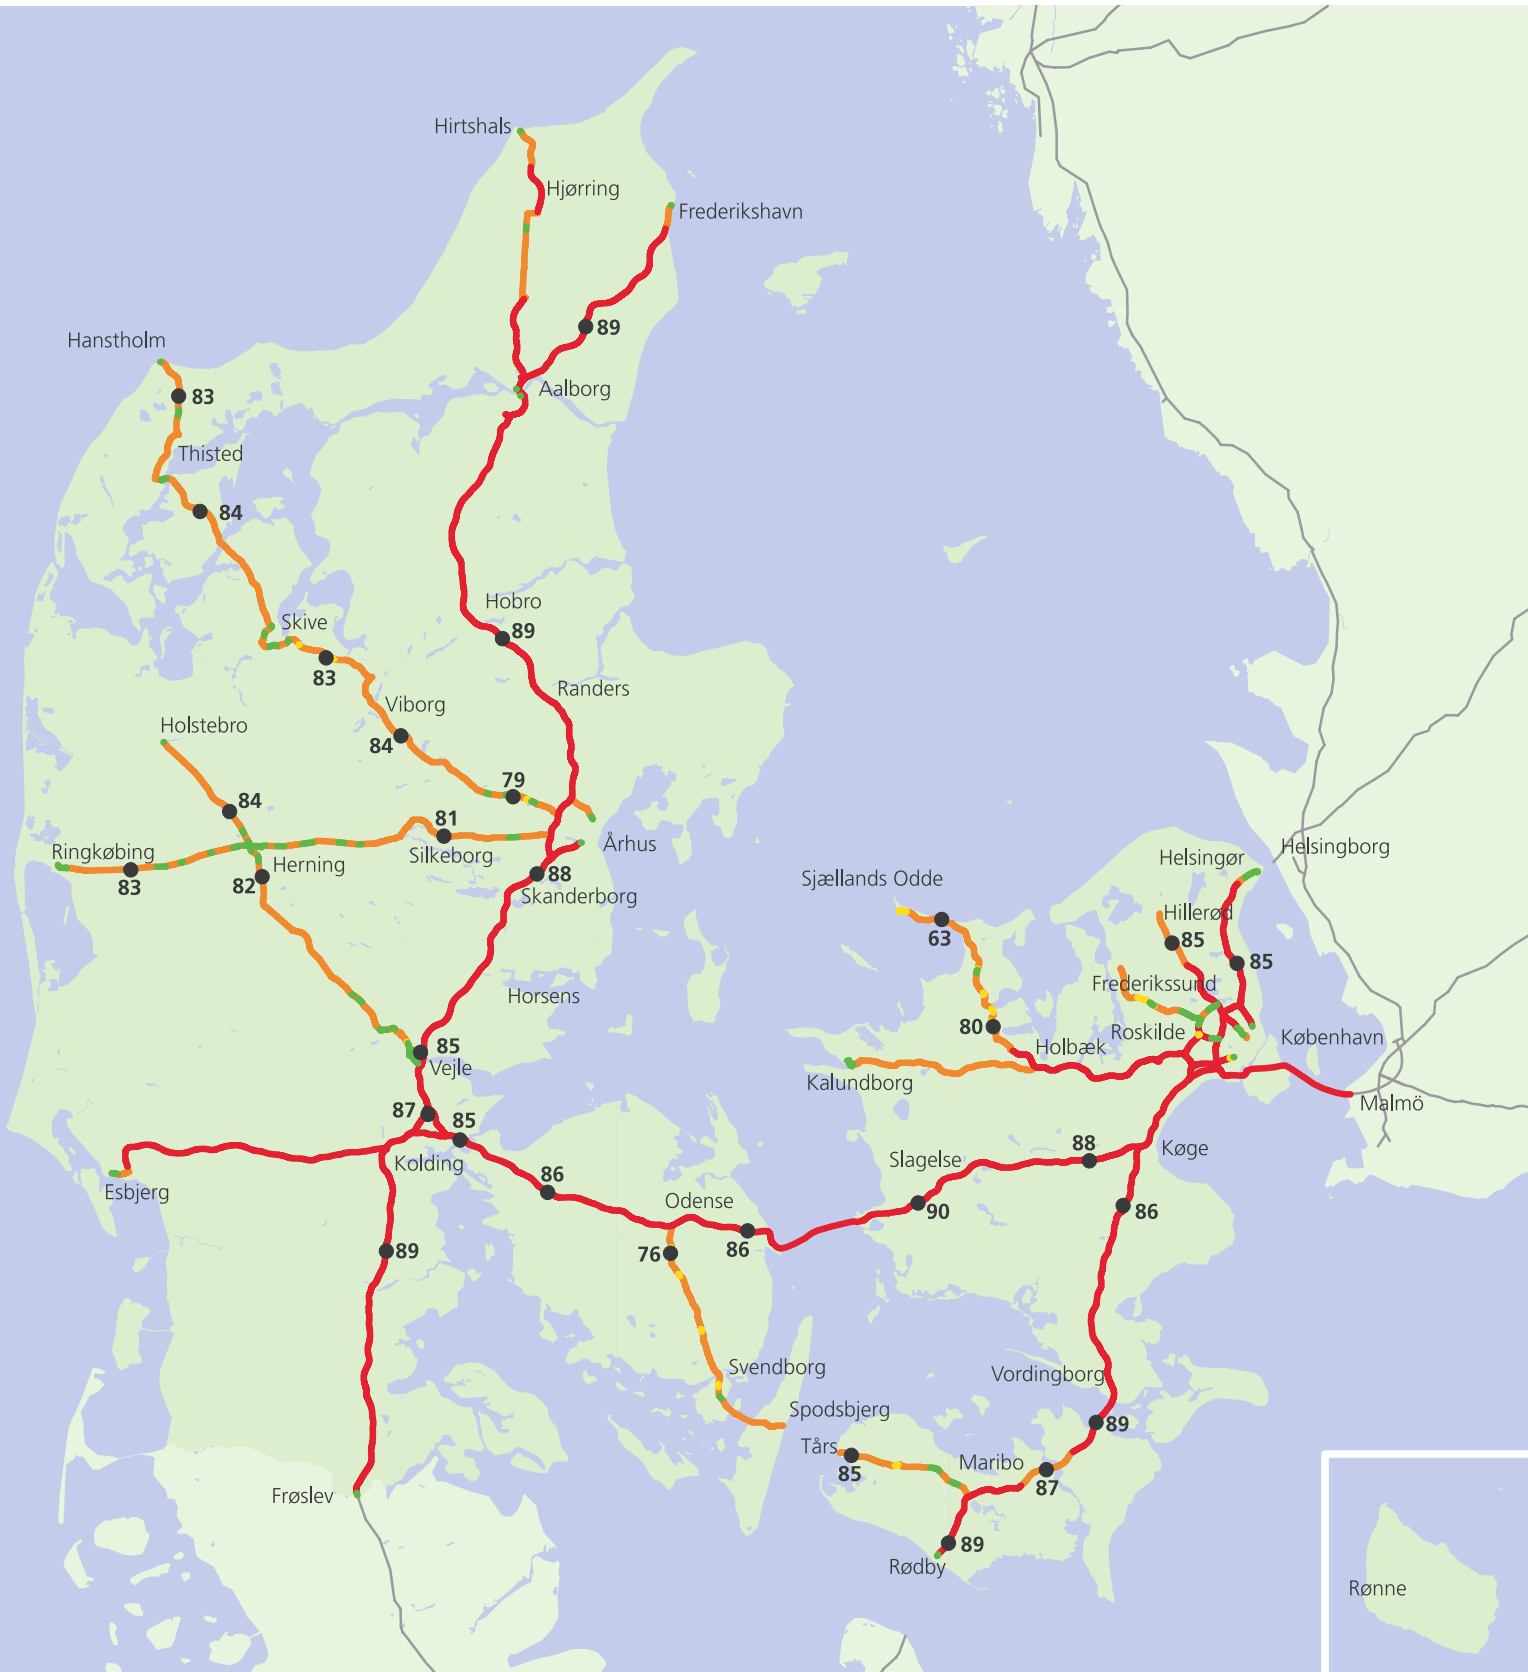 Hirtshals
Hjørring
Frederikshavn
89
Hanstholm
83
Aalborg
Thisted
84
Hobro
89
Skive
83
Randers
Viborg
84
Holstebro
79
84
81
Silkeborg
Århus
Ringkøbing
83
Herning
82
88
Skanderborg
Horsens
85
Vejle
87
85
Kolding
Esbjerg
86
89
Odense
76
86
Svendborg
Spodsbjerg
Frøslev
Sjællands Odde
63
80
Holbæk
Kalundborg
Helsingør
Helsingborg
Hillerød
85
85
Frederikssund
Roskilde
København
Malmö
Slagelse
88
Køge
90
86
Vordingborg
89
Tårs
85
Maribo
87
89
Rødby
Rønne